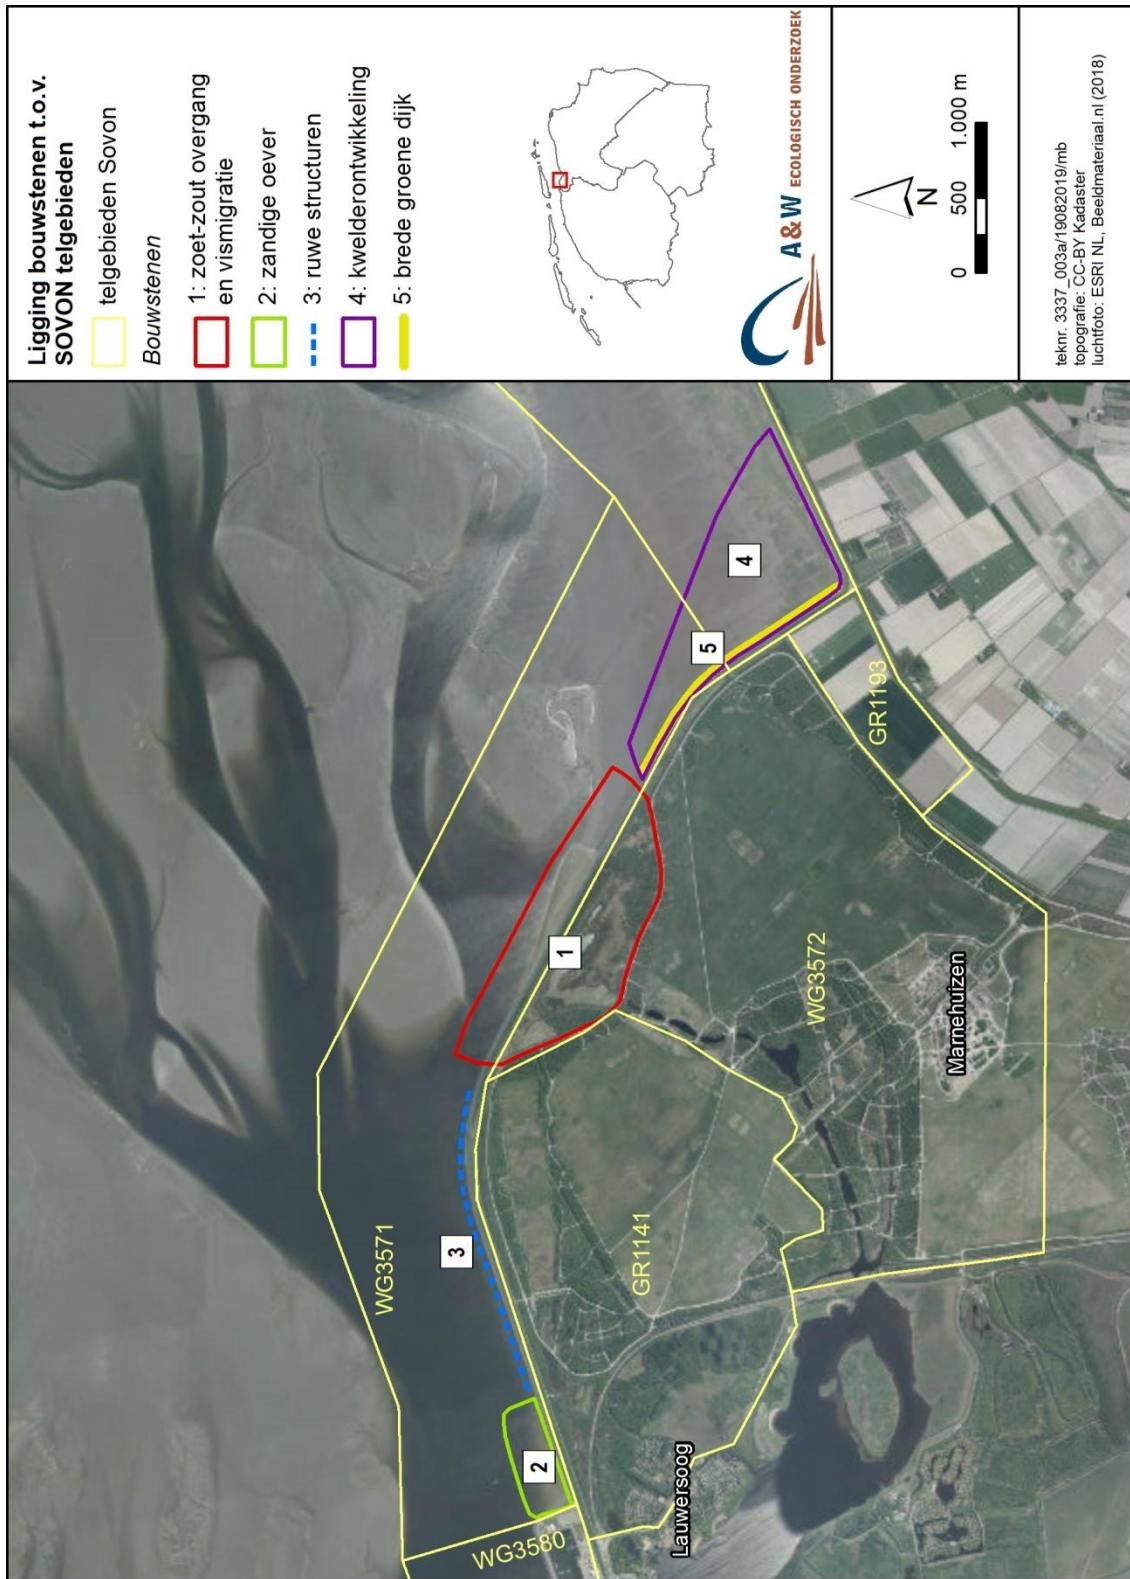 Ligging bouwstenen t.o.v.
SOVON telgebieden
telgebieden Sovon
Bouwstenen
1: zoet-zout overgang
en vismigratie
2: zandige oever
3: ruwe structuren
4: kwelderontwikkeling
5: brede groene dijk
A&W ECOLOGISCH ONDERZOEK
N
0 500 1.000 m
teknr. 3337_003a/19082019/mb
topografie: CC-BY Kadaster
luchtfoto: ESRI NL, Beeldmateriaal.nl (2018)
WG3571
WG3580
2
3
1
5
4
GR1141
WG3572
GR1193
Lauwersoog
Marnehuizen